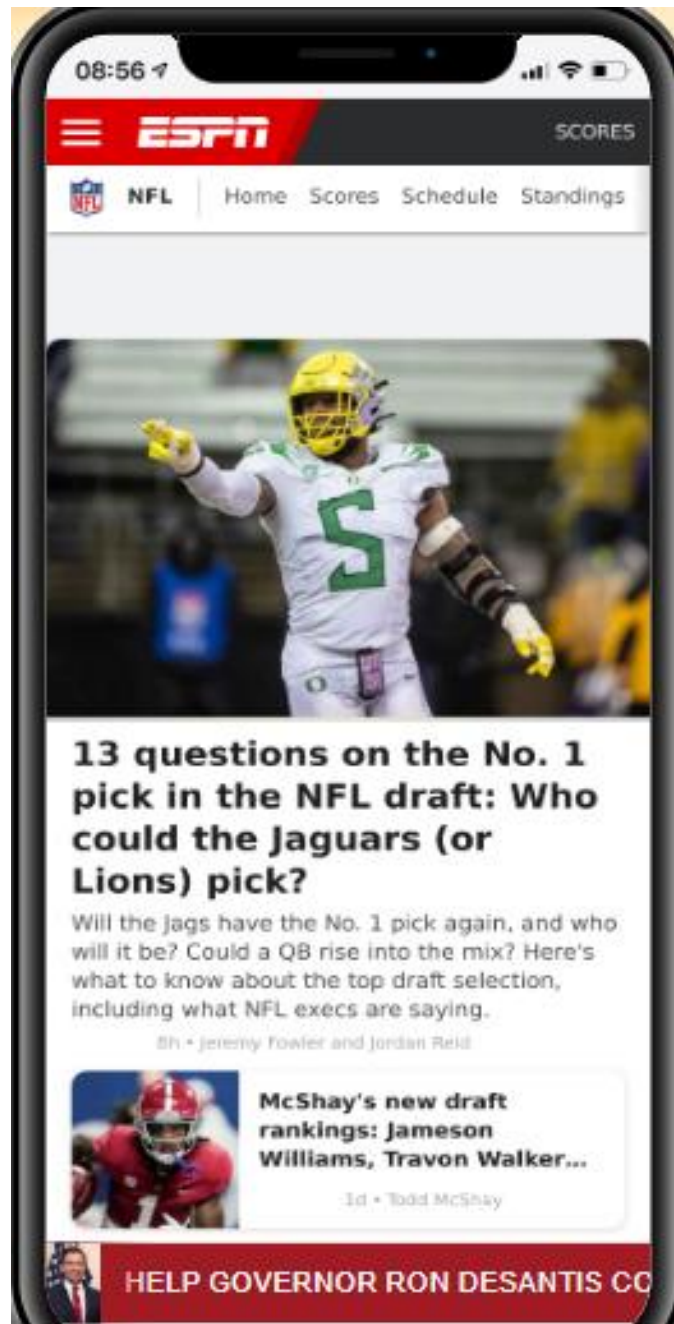 08:56
ESPN
SCORES
NFL
NFL Home Scores Schedule Standings
5
O
13 questions on the No. 1
pick in the NFL draft: Who
could the Jaguars (or
Lions) pick?
Will the Jags have the No. 1 pick again, and who
will it be? Could a QB rise into the mix? Here's
what to know about the top draft selection,
including what NFL execs are saying.
8h • Jeremy Fowler and Jordan Reid
McShay's new draft
rankings: Jameson
Williams, Travon Walker...
1d • Todd McShay
HELP GOVERNOR RON DESANTIS CC